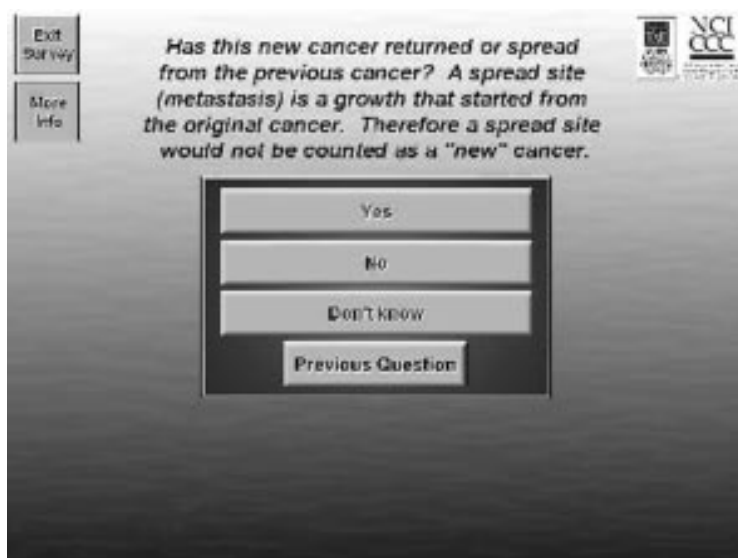 Exit
Survey
More
Info
Has this new cancer returned or spread
from the previous cancer? A spread site
(metastasis) is a growth that started from
the original cancer. Therefore a spread site
would not be counted as a "new" cancer.
NCI
CCC
Yes
No
Don't know
Previous Question